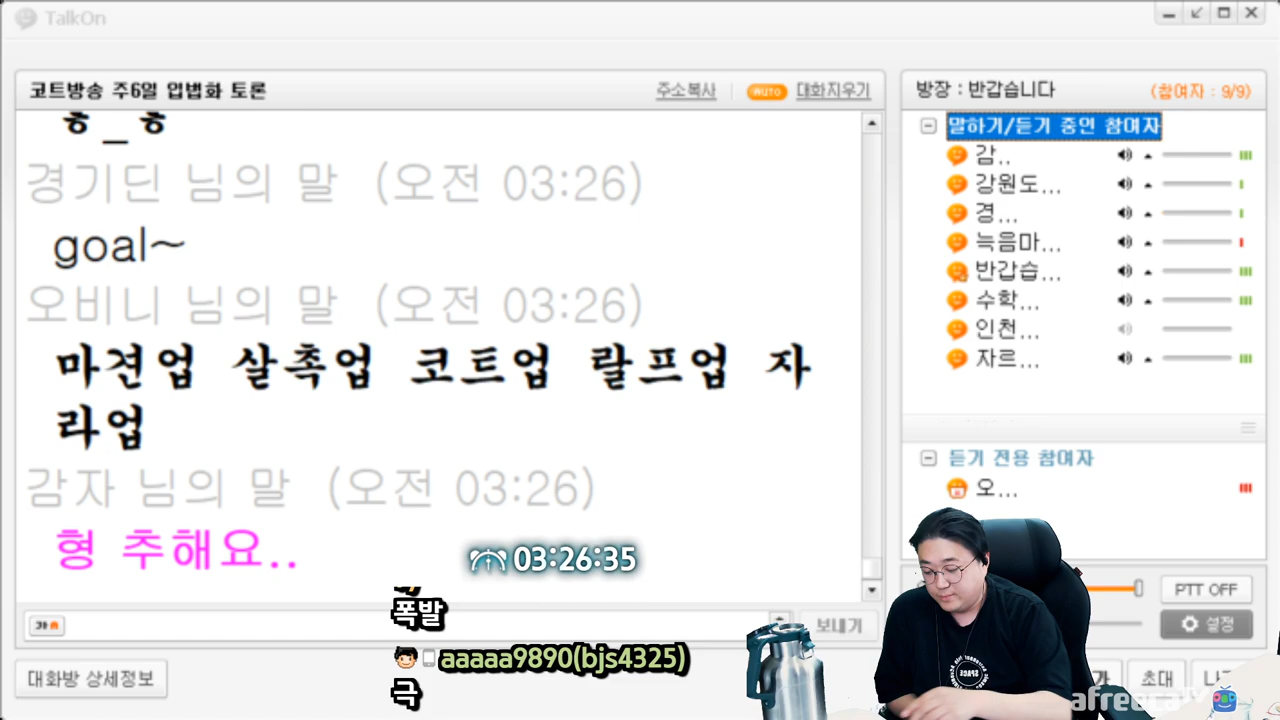 TalkOn
코트방송 주6일 입법화 토론
주소복사
AUTO
대화지우기
ㅎ_ㅎ
경기딘 님의 말 (오전 03:26)
goal~
오비니 님의 말 (오전 03:26)
마견업 살촉업 코트업 랄프업 자
라업
감자 님의 말 (오전 03:26)
형 추해요..
03:26:35
폭발
aaaaa9890(bjs4325)
극
가
보내기
대화방 상세정보
방장 : 반갑습니다
(참여자 : 9/9)
말하기/듣기 중인 참여자
감..
강원도...
경...
늑음마...
반갑습...
수학...
인천...
자르...
듣기 전용 참여자
오...
PTT OFF
설정
가
초대
SPACE
afreecaTV